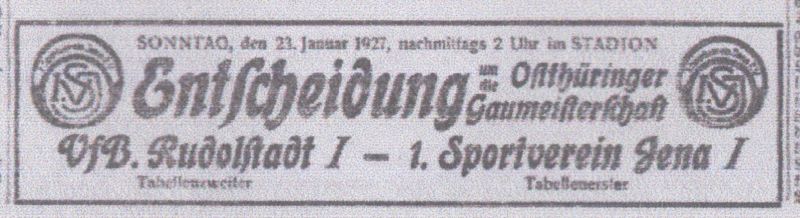 SONNTAG, den 23. Januar 1927, nachmittags 2 Uhr im STADION
Entscheidung um die Ostthüringer Gaumeisterschaft
VfB. Rudolstadt I – 1. Sportverein Jena I
Tabellenzweiter Tabellenerster